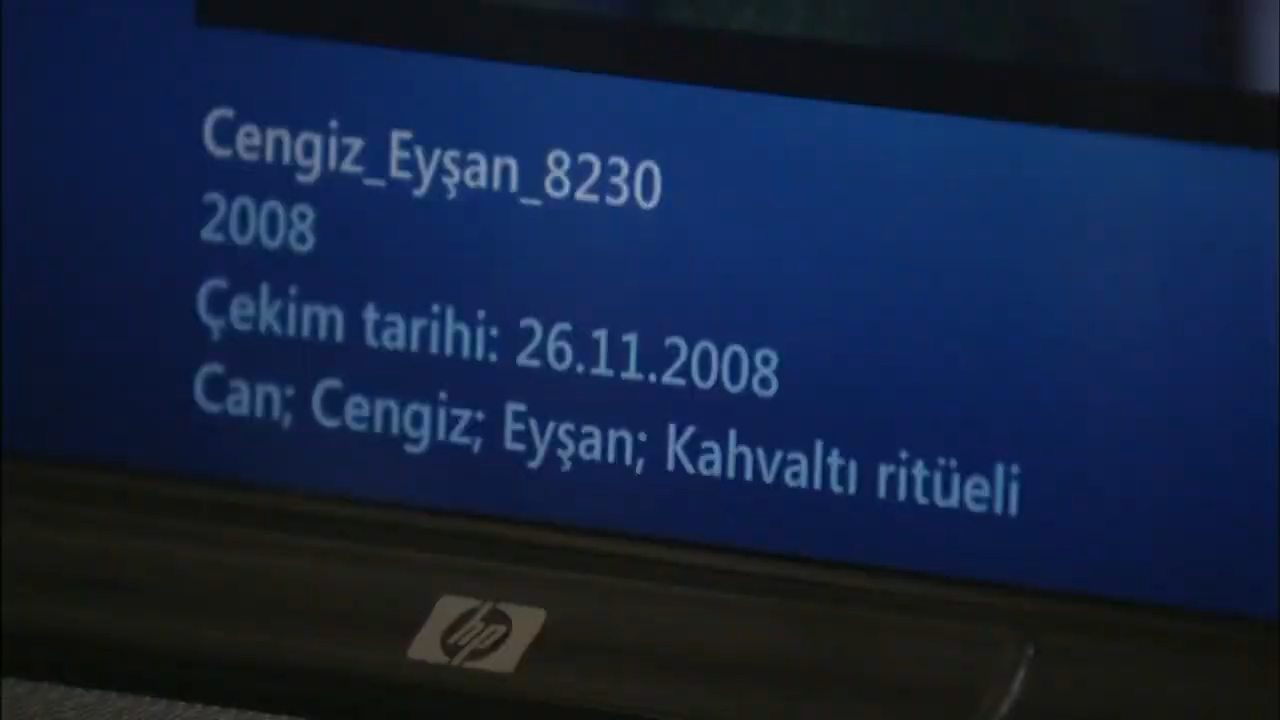 Cengiz_Eyşan_8230
2008
Çekim tarihi: 26.11.2008
Can; Cengiz; Eyşan; Kahvaltı ritüeli
hp